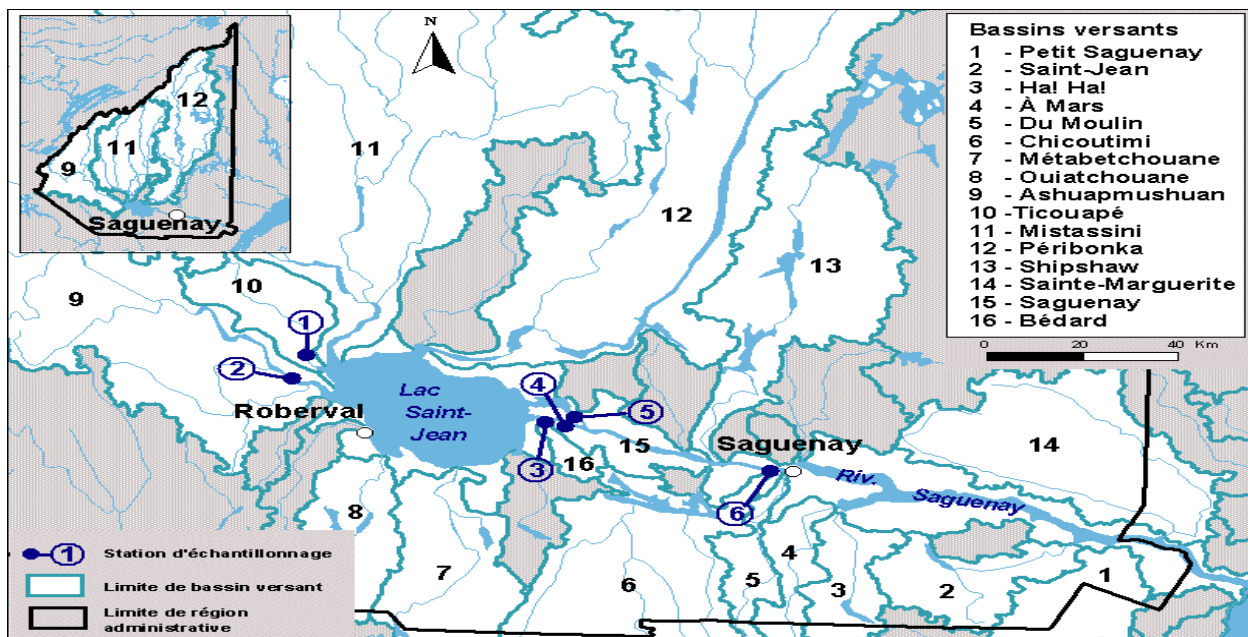 12
11
9
Saguenay
N
Bassins versants
1 - Petit Saguenay
2 - Saint-Jean
3 - Ha! Ha!
4 - À Mars
5 - Du Moulin
6 - Chicoutimi
7 - Métabetchouane
8 - Ouiatchouane
9 - Ashuapmushuan
10 - Ticouapé
11 - Mistassini
12 - Péribonka
13 - Shipshaw
14 - Sainte-Marguerite
15 - Saguenay
16 - Bédard
0 20 40 Km
11
12
13
10
9
1
2
Roberval
Lac
Saint-
Jean
4
5
3
16
15
Saguenay
14
Riv.
Saguenay
6
8
7
6
5
4
3
2
1
1 Station d'échantillonnage
Limite de bassin versant
Limite de région
administrative